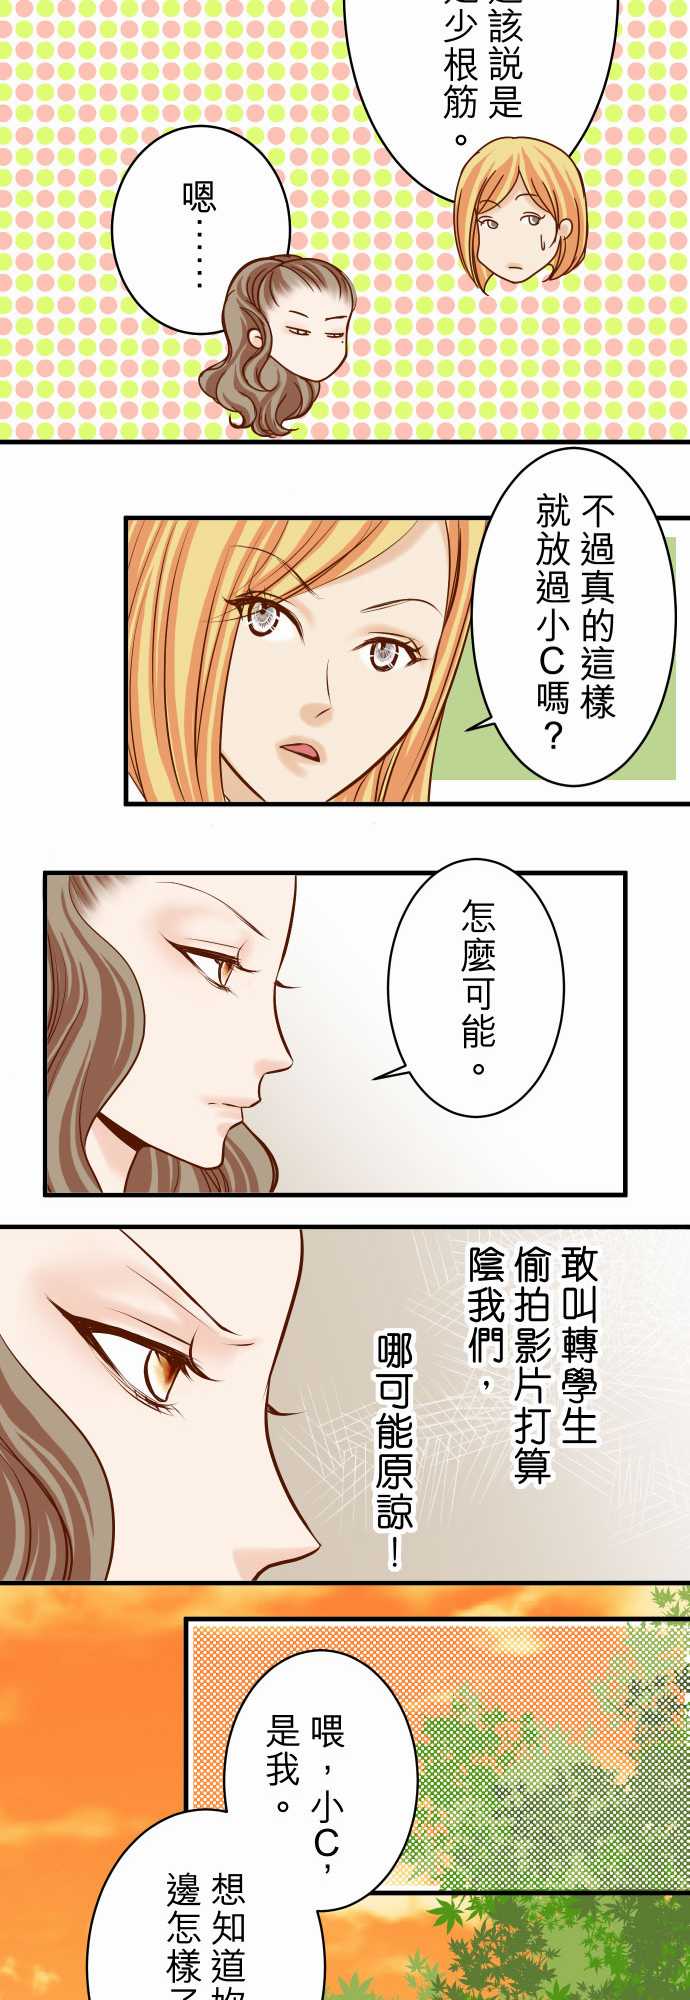 該說是
少根筋。
嗯……
不過真的這樣
就放過小C嗎？
怎麼可能。
敢叫轉學生
偷拍影片打算
陰我們，
哪可能原諒！
喂，小C，
是我。
想知道妳
邊怎樣了